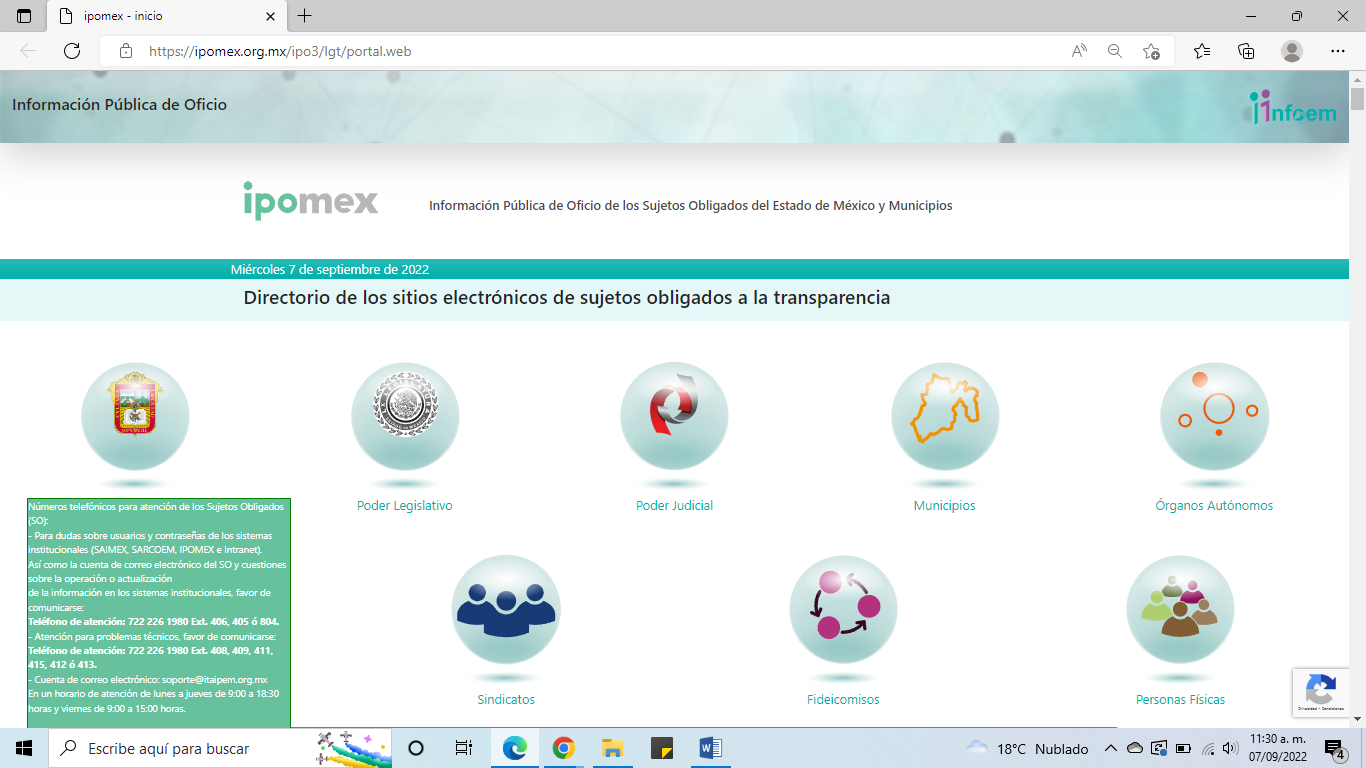 ipomex - inicio
https://ipomex.org.mx/ipo3/lgt/portal.web
Información Pública de Oficio
infoem
ipomex
Información Pública de Oficio de los Sujetos Obligados del Estado de México y Municipios
Miércoles 7 de septiembre de 2022
Directorio de los sitios electrónicos de sujetos obligados a la transparencia
Poder Legislativo
Poder Judicial
Municipios
Órganos Autónomos
Números telefónicos para atención de los Sujetos Obligados
(SO):
- Para dudas sobre usuarios y contraseñas de los sistemas
institucionales (SAIMEX, SARCOEM, IPOMEX e Intranet).
Así como la cuenta de correo electrónico del SO y cuestiones
sobre la operación o actualización
de la información en los sistemas institucionales, favor de
comunicarse:
Teléfono de atención: 722 226 1980 Ext. 406, 405 ó 804.
- Atención para problemas técnicos, favor de comunicarse:
Teléfono de atención: 722 226 1980 Ext. 408, 409, 411,
415, 412 ó 413.
- Cuenta de correo electrónico: soporte@itaipem.org.mx
En un horario de atención de lunes a jueves de 9:00 a 18:30
horas y viernes de 9:00 a 15:00 horas.
Sindicatos
Fideicomisos
Personas Físicas
Privacidad - Condiciones
Escribe aquí para buscar
18°C Nublado
11:30 a. m.
07/09/2022
4